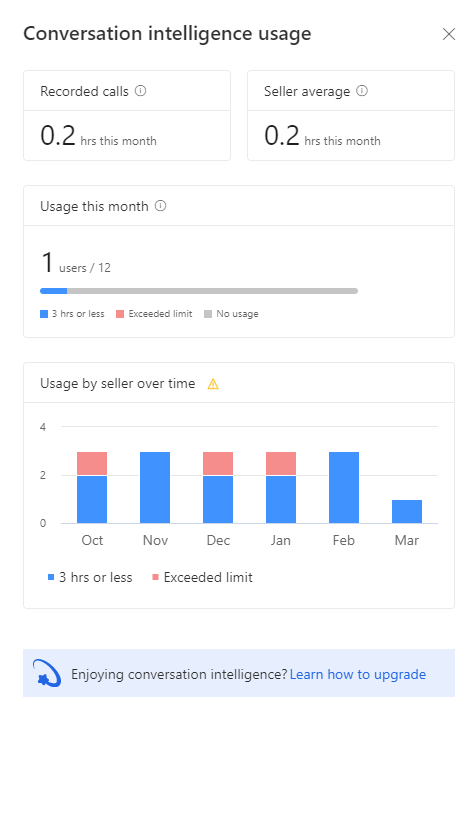 Conversation intelligence usage
Recorded calls
Seller average
0.2 hrs this month
0.2 hrs this month
Usage this month
1 users / 12
3 hrs or less
Exceeded limit
No usage
Usage by seller over time
4
2
0
Oct
Nov
Dec
Jan
Feb
Mar
3 hrs or less
Exceeded limit
Enjoying conversation intelligence? Learn how to upgrade